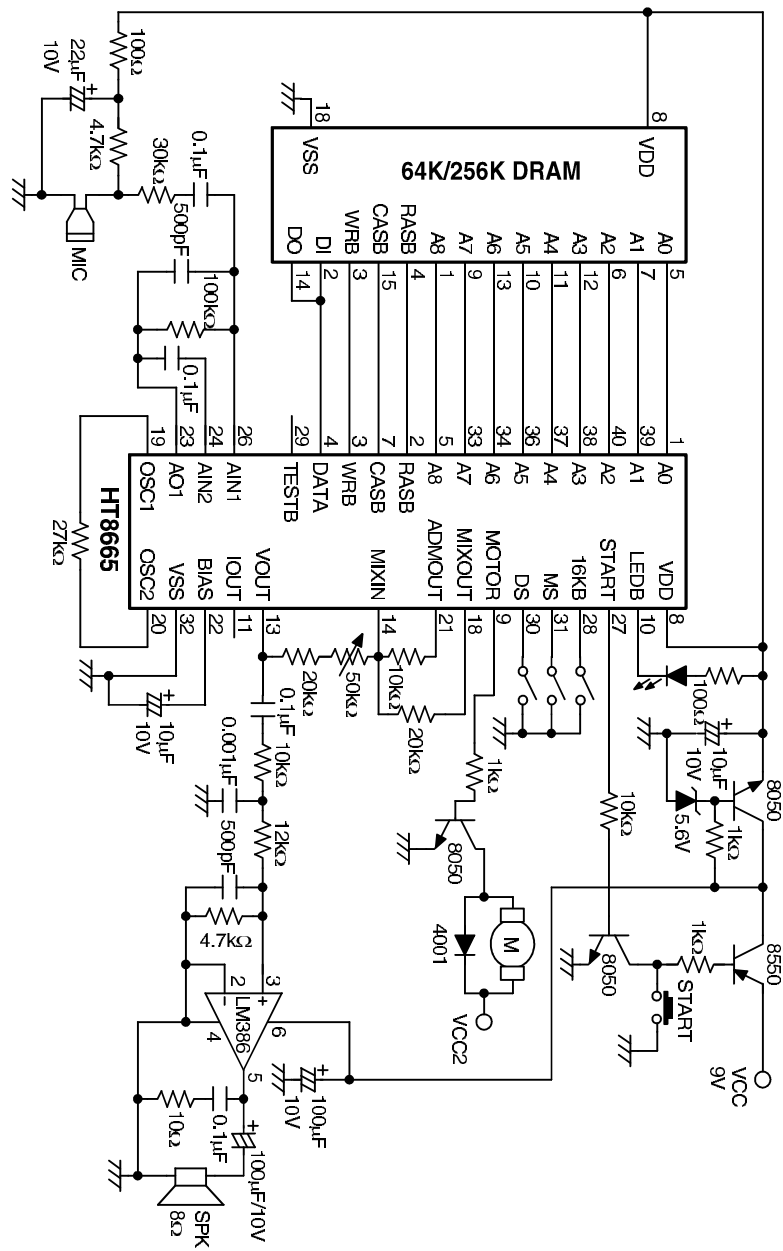 100Ω
22µF
10V
4.7kΩ
MIC
30kΩ
0.1µF
500pF
100kΩ
0.1µF
64K/256K DRAM
18
VSS
8
VDD
A0
A1
A2
A3
A4
A5
A6
A7
A8
RASB
CASB
WRB
DI
DO
5
7
6
12
11
10
13
9
1
4
15
3
2
14
1
39
40
38
37
36
34
33
5
2
7
3
4
29
26
24
23
19
A0
A1
A2
A3
A4
A5
A6
A7
A8
RASB
CASB
WRB
DATA
TESTB
AIN1
AIN2
AO1
OSC1
HT8665
27kΩ
VDD
LEDB
START
16KB
MS
DS
MOTOR
MIXOUT
ADMOUT
MIXIN
VOUT
IOUT
BIAS
VSS
OSC2
8
10
27
28
31
30
9
18
21
14
13
11
22
32
20
100Ω
10µF
10V
5.6V
8050
1kΩ
10kΩ
1kΩ
8050
10kΩ
20kΩ
50kΩ
20kΩ
0.1µF
10kΩ
0.001µF
12kΩ
500pF
4.7kΩ
10µF
10V
M
4001
VCC2
8050
1kΩ
8550
START
VCC
9V
3
2
+
−
LM386
6
4
5
100µF
10V
0.1µF
10Ω
100µF/10V
SPK
8Ω